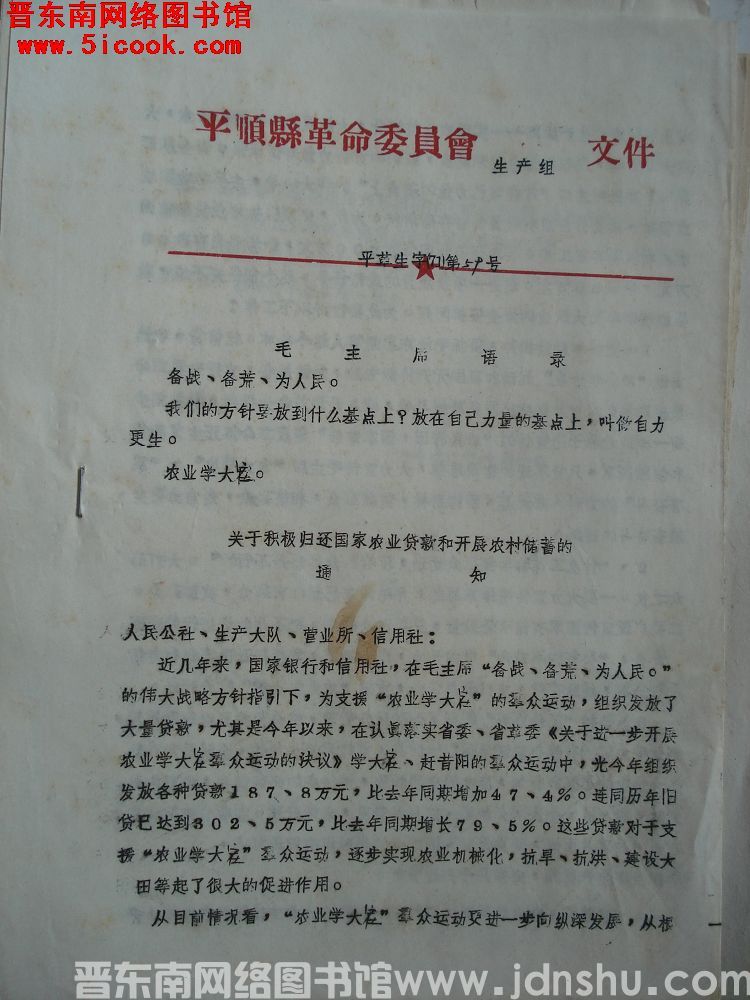 晋东南网络图书馆
www.5icook.com
平順縣革命委員會 生产组 文件
平革生字(71)第59号
毛主席语录
备战、备荒、为人民。
我们的方针要放到什么基点上？放在自己力量的基点上，叫做自力
更生。
农业学大寨。
关于积极归还国家农业贷款和开展农村储蓄的
通知
人民公社、生产大队、营业所、信用社：
近几年来，国家银行和信用社，在毛主席“备战、备荒、为人民。”
的伟大战略方针指引下，为支援“农业学大寨”的群众运动，组织发放了
大量贷款，尤其是今年以来，在认真落实省委、省革委《关于进一步开展
农业学大寨群众运动的决议》学大寨、赶昔阳的群众运动中，光今年组织
发放各种贷款187、8万元，比去年同期增加47、4%。连同历年旧
贷已达到302、5万元，比去年同期增长79、5%。这些贷款对于支
援“农业学大寨”群众运动，逐步实现农业机械化，抗旱、抗洪、建设大
田等起了很大的促进作用。
从目前情况看，“农业学大寨”群众运动更进一步向纵深发展，从根
晋东南网络图书馆www.jdnshu.com